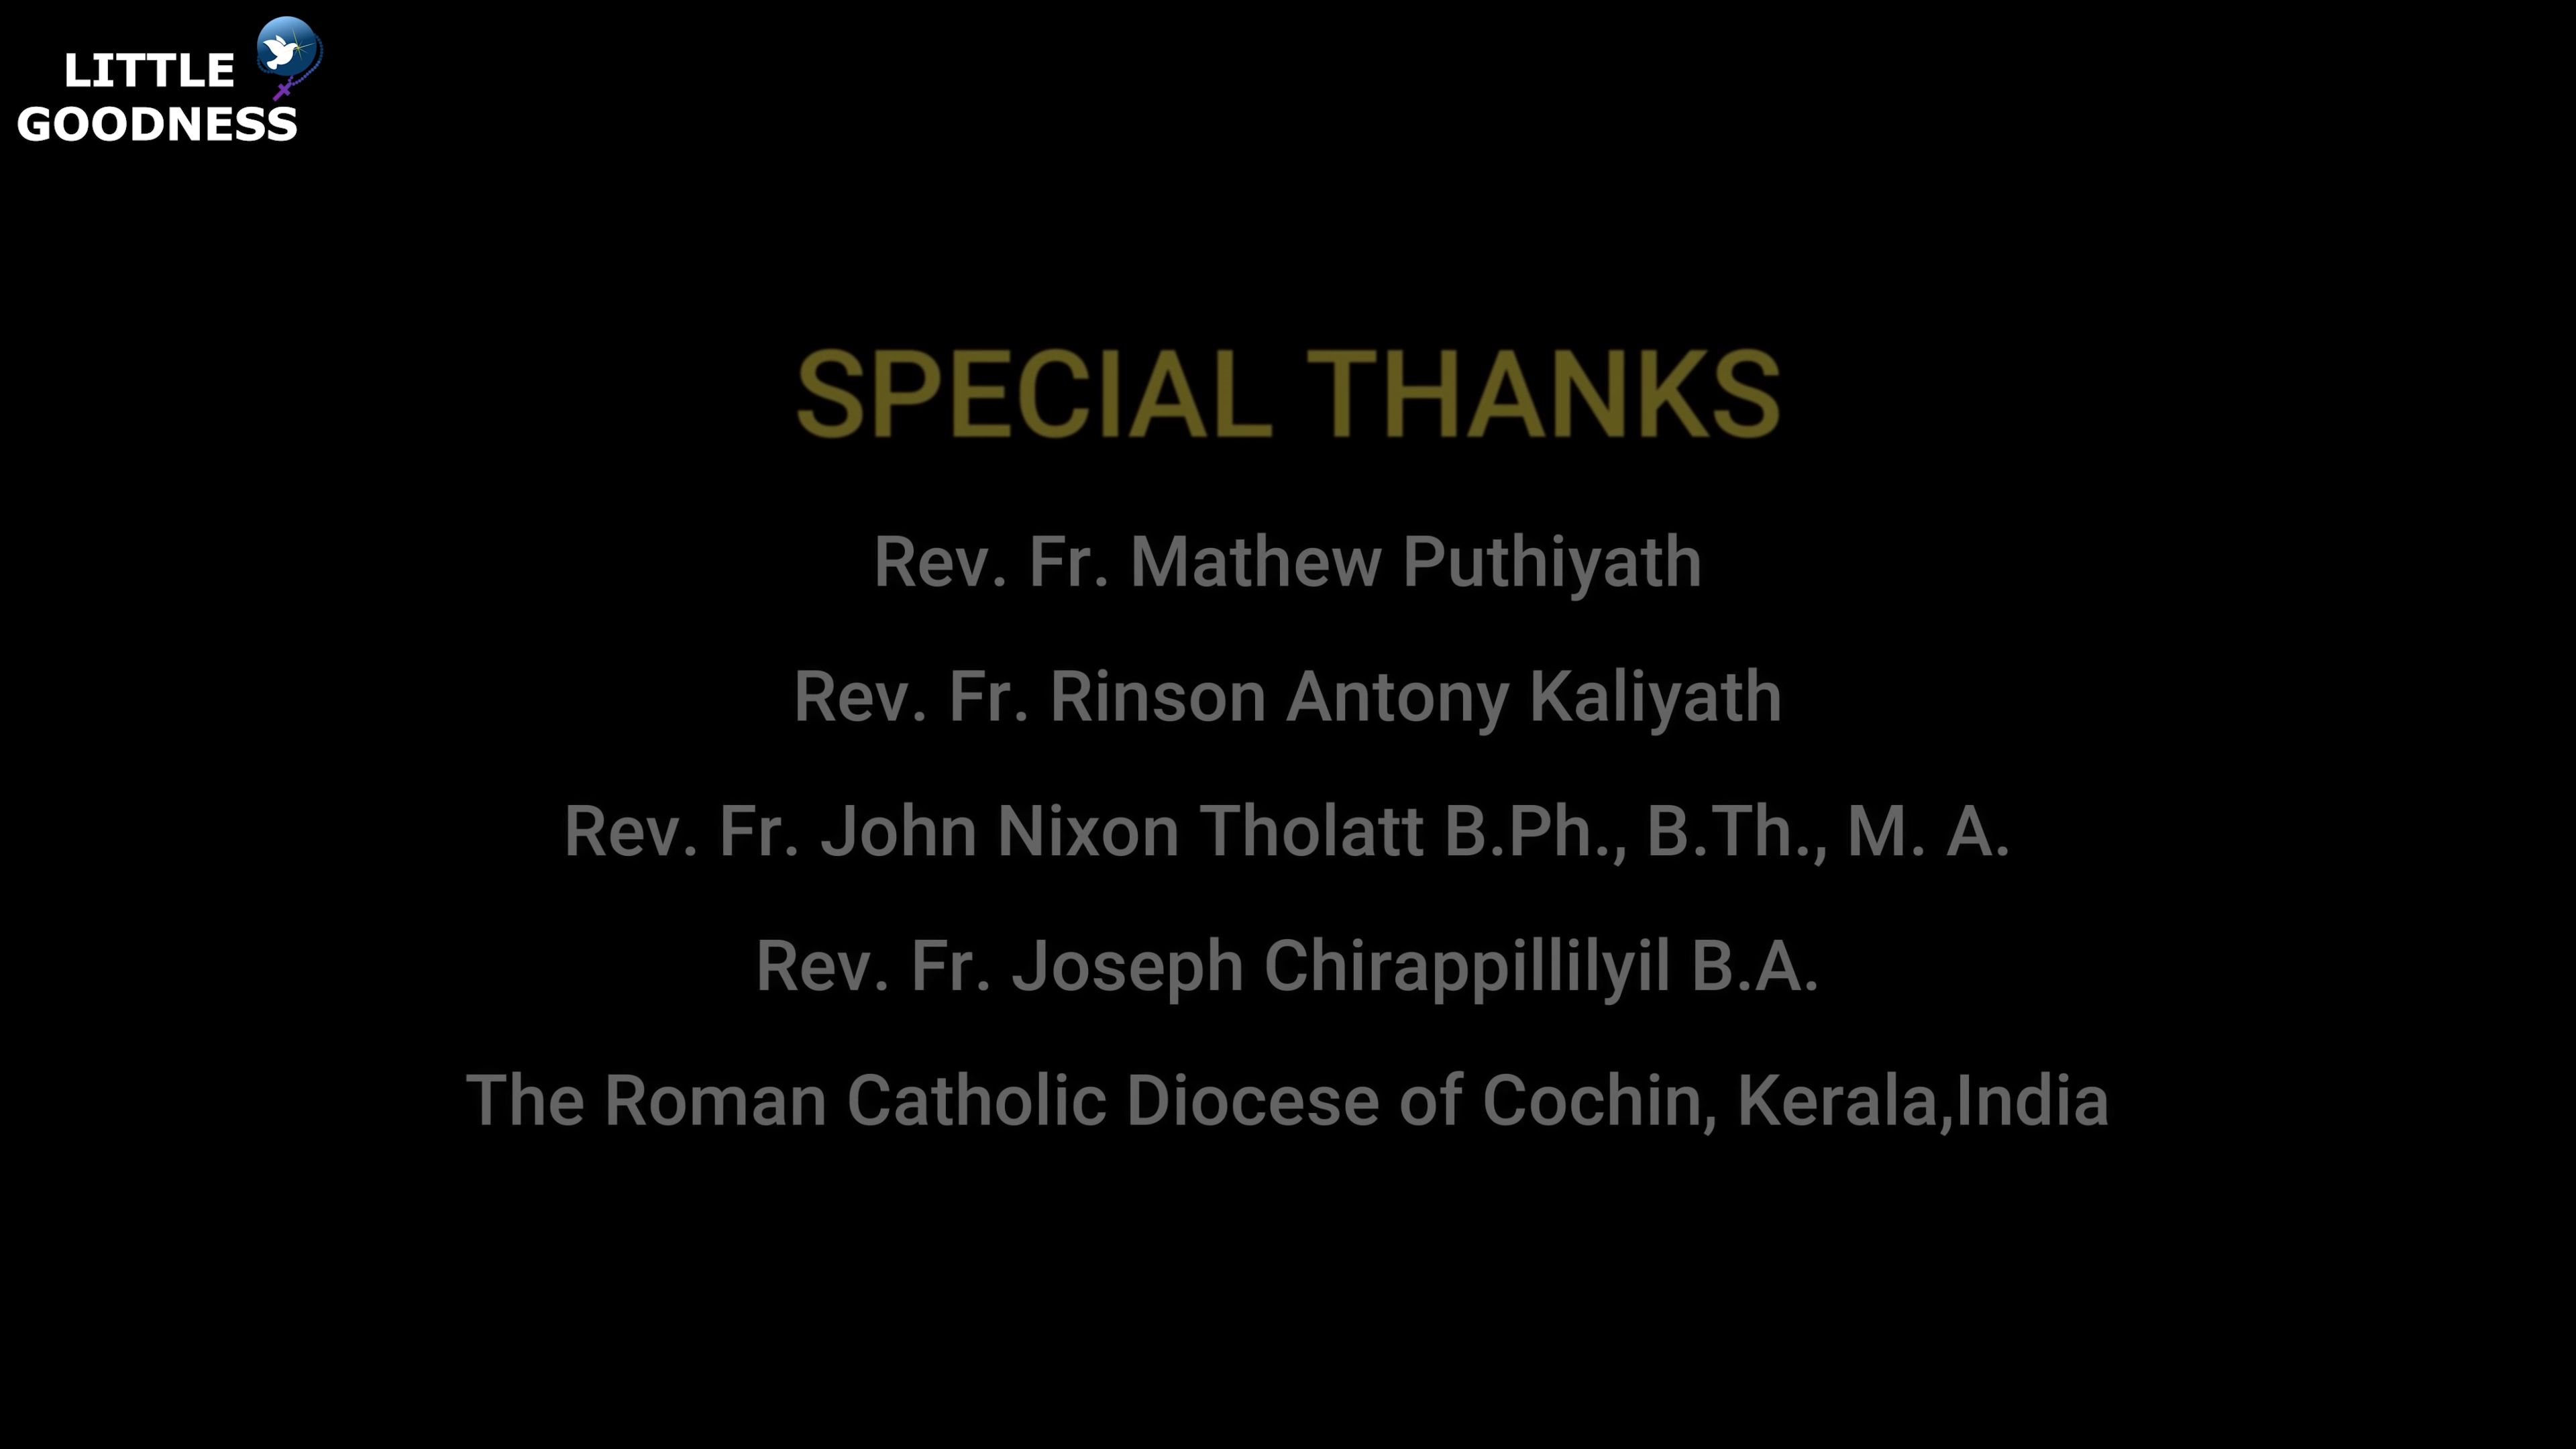 LITTLE
GOODNESS
SPECIAL THANKS
Rev. Fr. Mathew Puthiyath
Rev. Fr. Rinson Antony Kaliyath
Rev. Fr. John Nixon Tholatt B.Ph., B.Th., M. A.
Rev. Fr. Joseph Chirappillilyil B.A.
The Roman Catholic Diocese of Cochin, Kerala,India